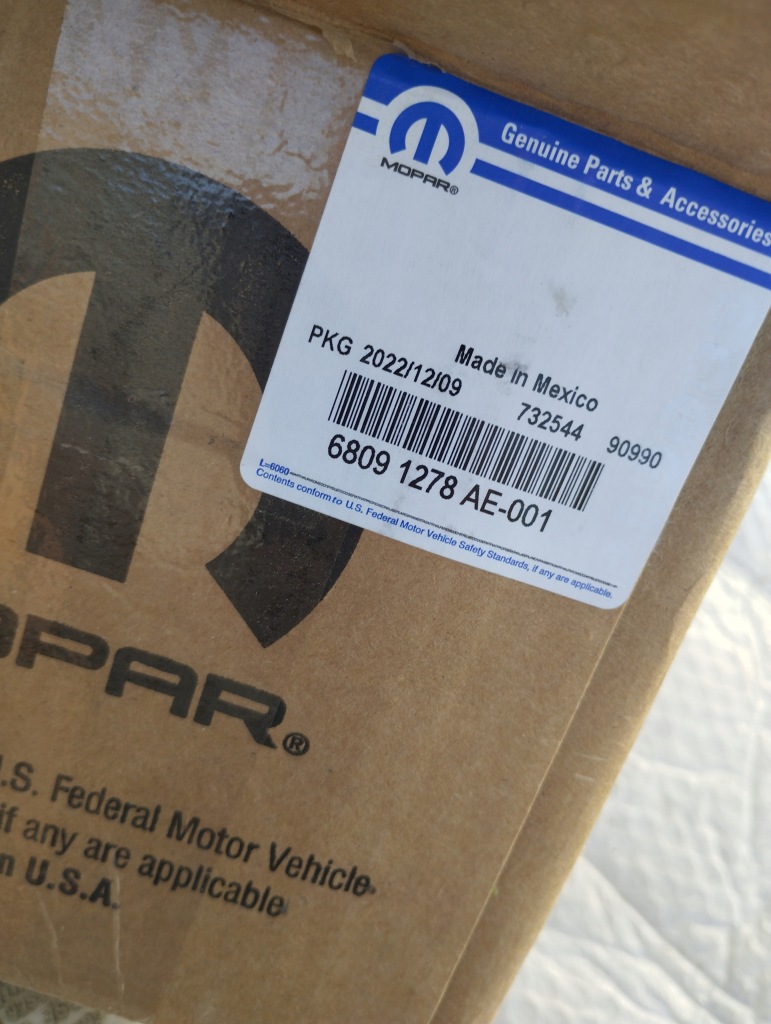 MOPAR®
Genuine Parts & Accessories
Made in Mexico
PKG 2022/12/09 732544 90990
6809 1278 AE-001
L=6060
Contents conform to U.S. Federal Motor Vehicle Safety Standards, if any are applicable.
OPAR®
.S. Federal Motor Vehicle
if any are applicable
n U.S.A.